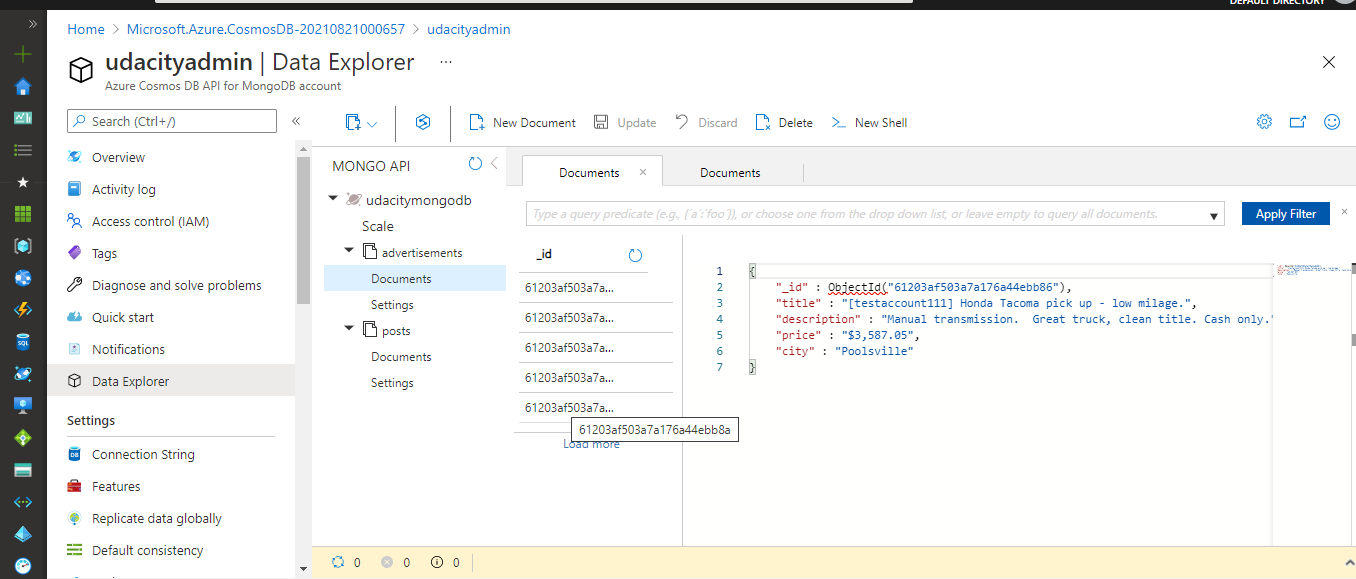 DEFAULT DIRECTORY
Home > Microsoft.Azure.CosmosDB-20210821000657 > udacityadmin
udacityadmin | Data Explorer ...
Azure Cosmos DB API for MongoDB account
Search (Ctrl+/)
Overview
Activity log
Access control (IAM)
Tags
Diagnose and solve problems
Quick start
Notifications
Data Explorer
Settings
Connection String
Features
Replicate data globally
Default consistency
New Document Update Discard Delete New Shell
MONGO API
udacitymongodb
Scale
advertisements
Documents
Settings
posts
Documents
Settings
Documents × Documents
Type a query predicate (e.g., {´a´:´foo´}), or choose one from the drop down list, or leave empty to query all documents.
Apply Filter
_id
61203af503a7a...
61203af503a7a...
61203af503a7a...
61203af503a7a...
61203af503a7a...
61203af503a7a176a44ebb8a
Load more
1 {
2 "_id" : ObjectId("61203af503a7a176a44ebb86"),
3 "title" : "[testaccount111] Honda Tacoma pick up - low milage.",
4 "description" : "Manual transmission.  Great truck, clean title. Cash only."
5 "price" : "$3,587.05",
6 "city" : "Poolsville"
7 }
0 0 0